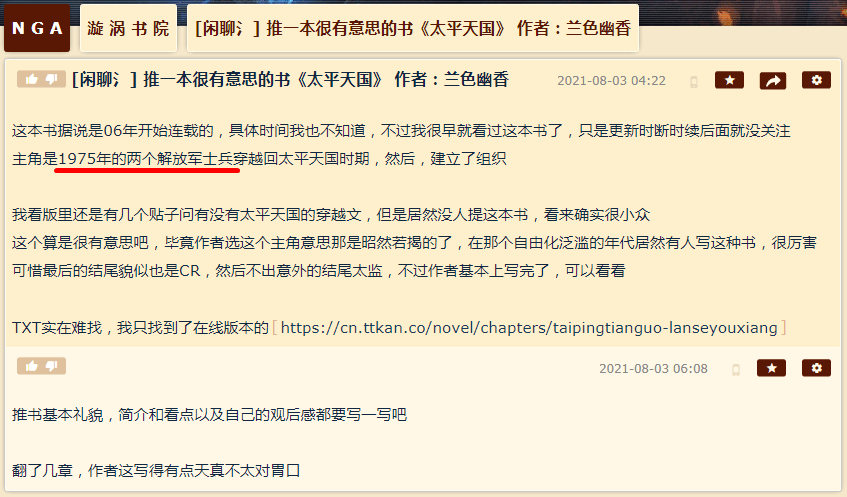 NGA 漩涡书院 [闲聊氵] 推一本很有意思的书《太平天国》 作者：兰色幽香
[闲聊氵] 推一本很有意思的书《太平天国》 作者：兰色幽香 2021-08-03 04:22
这本书据说是06年开始连载的，具体时间我也不知道，不过我很早就看过这本书了，只是更新时断时续后面就没关注
主角是1975年的两个解放军士兵穿越回太平天国时期，然后，建立了组织
我看版里还是有几个贴子问有没有太平天国的穿越文，但是居然没人提这本书，看来确实很小众
这个算是很有意思吧，毕竟作者选这个主角意思那是昭然若揭的了，在那个自由化泛滥的年代居然有人写这种书，很厉害
可惜最后的结尾貌似也是CR，然后不出意外的结尾太监，不过作者基本上写完了，可以看看
TXT实在难找，我只找到了在线版本的[https://cn.ttkan.co/novel/chapters/taipingtianguo-lanseyouxiang]
2021-08-03 06:08
推书基本礼貌，简介和看点以及自己的观后感都要写一写吧
翻了几章，作者这写得有点天真不太对胃口